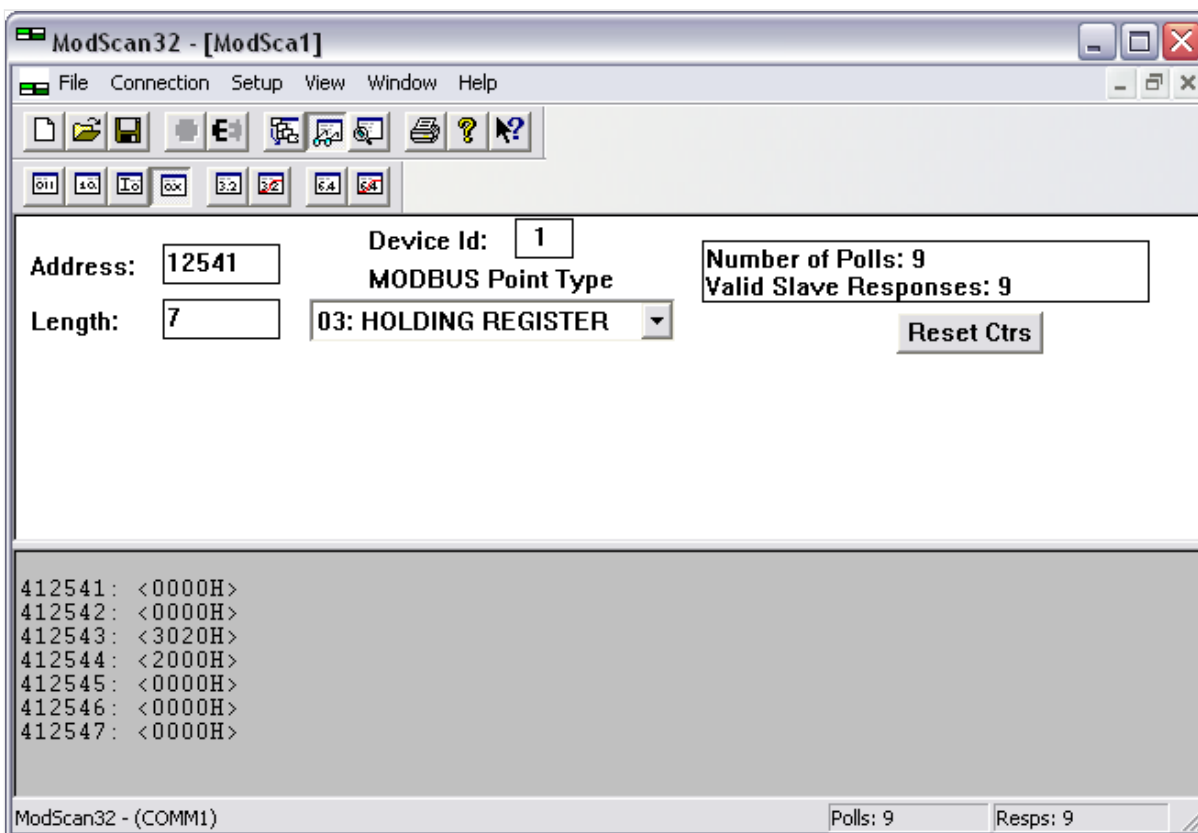 ModScan32 - [ModSca1]
File Connection Setup View Window Help
Address: 12541
Device Id: 1
MODBUS Point Type
Length: 7
03: HOLDING REGISTER
Number of Polls: 9
Valid Slave Responses: 9
Reset Ctrs
412541: <0000H>
412542: <0000H>
412543: <3020H>
412544: <2000H>
412545: <0000H>
412546: <0000H>
412547: <0000H>
ModScan32 - (COMM1)
Polls: 9
Resps: 9